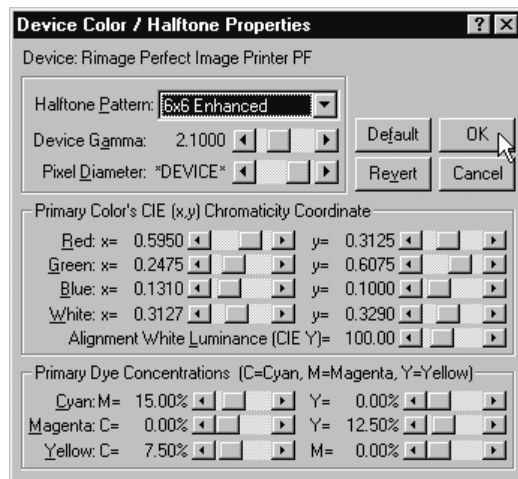 Device Color / Halftone Properties ? ×
Device: Rimage Perfect Image Printer PF
Halftone Pattern: 6x6 Enhanced
Device Gamma: 2.1000
Pixel Diameter: *DEVICE*
Default OK
Revert Cancel
Primary Color's CIE (x,y) Chromaticity Coordinate
Red: x= 0.5950 y= 0.3125
Green: x= 0.2475 y= 0.6075
Blue: x= 0.1310 y= 0.1000
White: x= 0.3127 y= 0.3290
Alignment White Luminance (CIE Y)= 100.00
Primary Dye Concentrations (C=Cyan, M=Magenta, Y=Yellow)
Cyan: M= 15.00% Y= 0.00%
Magenta: C= 0.00% Y= 12.50%
Yellow: C= 7.50% M= 0.00%